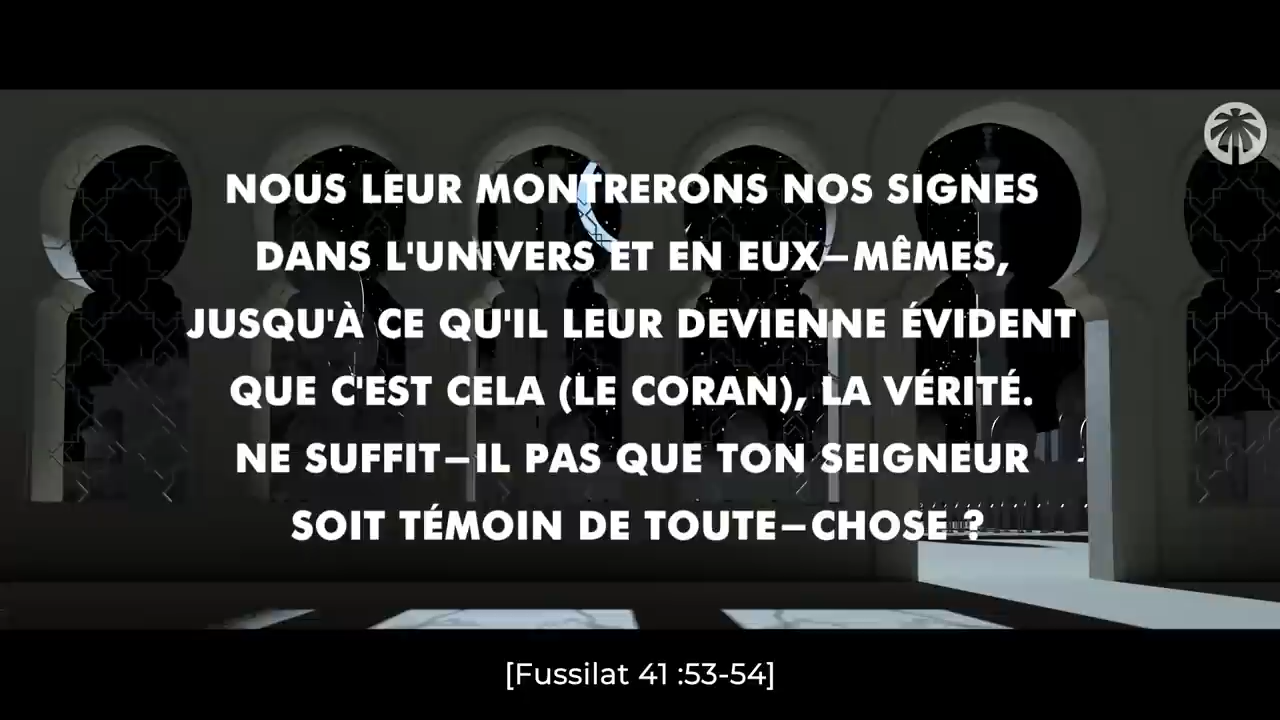 NOUS LEUR MONTRERONS NOS SIGNES
DANS L'UNIVERS ET EN EUX–MÊMES,
JUSQU'À CE QU'IL LEUR DEVIENNE ÉVIDENT
QUE C'EST CELA (LE CORAN), LA VÉRITÉ.
NE SUFFIT–IL PAS QUE TON SEIGNEUR
SOIT TÉMOIN DE TOUTE–CHOSE ?
[Fussilat 41 :53-54]